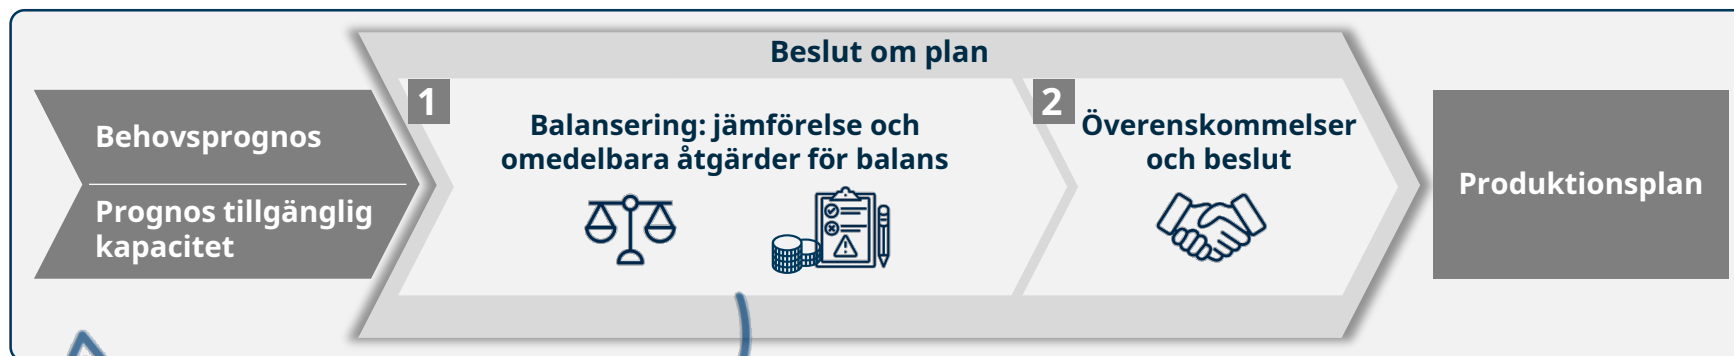 Beslut om plan
Behovsprognos
Prognos tillgänglig
kapacitet
1
Balansering: jämförelse och
omedelbara åtgärder för balans
2
Överenskommelser
och beslut
Produktionsplan